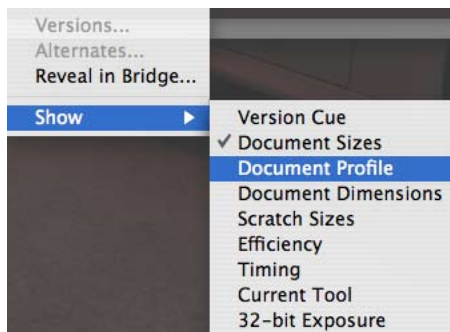 Versions...
Alternates...
Reveal in Bridge...
Show
Version Cue
✓ Document Sizes
Document Profile
Document Dimensions
Scratch Sizes
Efficiency
Timing
Current Tool
32-bit Exposure